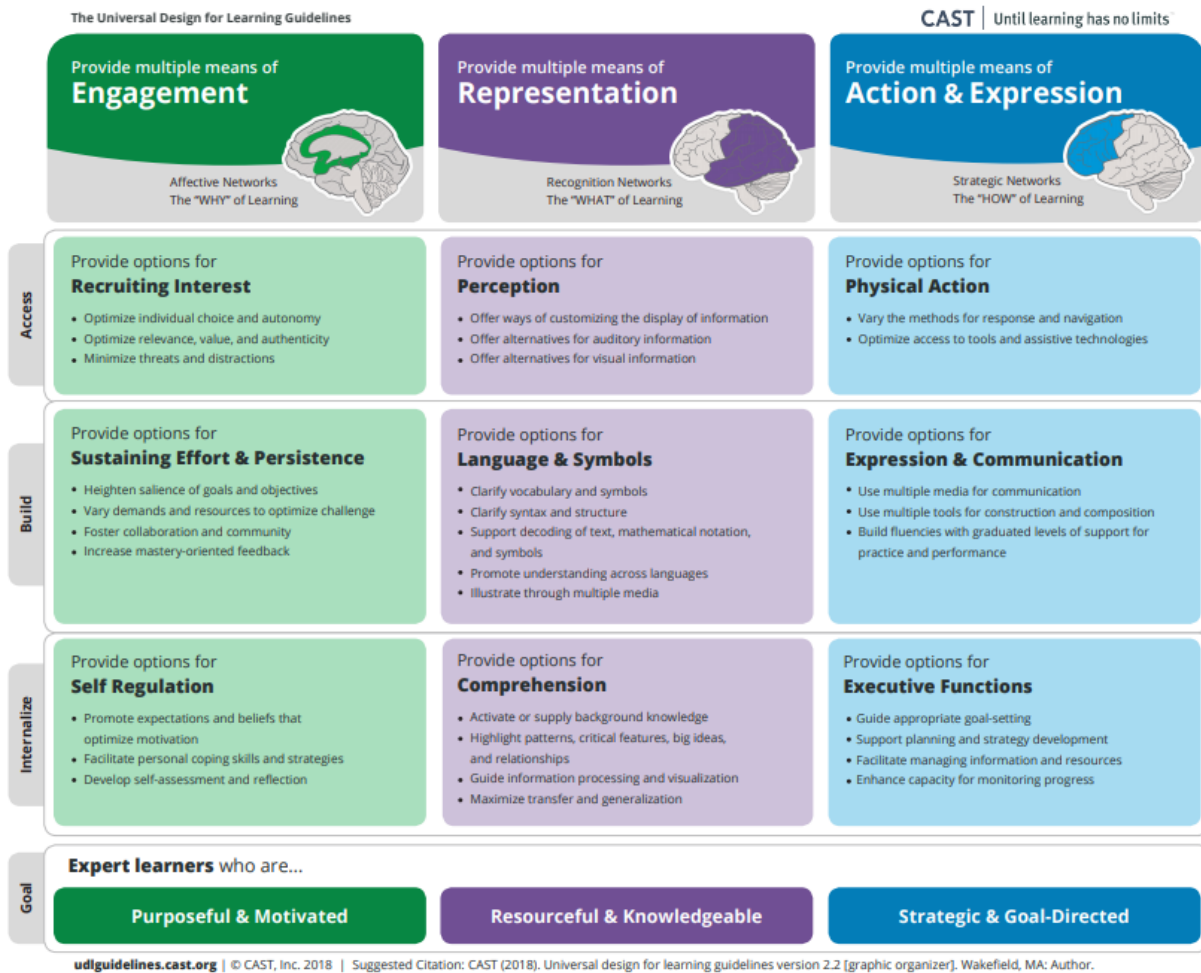 The Universal Design for Learning Guidelines
CAST | Until learning has no limits
Provide multiple means of
Engagement
Affective Networks
The "WHY" of Learning
Provide multiple means of
Representation
Recognition Networks
The "WHAT" of Learning
Provide multiple means of
Action & Expression
Strategic Networks
The "HOW" of Learning
Access
Provide options for
Recruiting Interest
• Optimize individual choice and autonomy
• Optimize relevance, value, and authenticity
• Minimize threats and distractions
Provide options for
Perception
• Offer ways of customizing the display of information
• Offer alternatives for auditory information
• Offer alternatives for visual information
Provide options for
Physical Action
• Vary the methods for response and navigation
• Optimize access to tools and assistive technologies
Build
Provide options for
Sustaining Effort & Persistence
• Heighten salience of goals and objectives
• Vary demands and resources to optimize challenge
• Foster collaboration and community
• Increase mastery-oriented feedback
Provide options for
Language & Symbols
• Clarify vocabulary and symbols
• Clarify syntax and structure
• Support decoding of text, mathematical notation,
and symbols
• Promote understanding across languages
• Illustrate through multiple media
Provide options for
Expression & Communication
• Use multiple media for communication
• Use multiple tools for construction and composition
• Build fluencies with graduated levels of support for
practice and performance
Internalize
Provide options for
Self Regulation
• Promote expectations and beliefs that
optimize motivation
• Facilitate personal coping skills and strategies
• Develop self-assessment and reflection
Provide options for
Comprehension
• Activate or supply background knowledge
• Highlight patterns, critical features, big ideas,
and relationships
• Guide information processing and visualization
• Maximize transfer and generalization
Provide options for
Executive Functions
• Guide appropriate goal-setting
• Support planning and strategy development
• Facilitate managing information and resources
• Enhance capacity for monitoring progress
Goal
Expert learners who are...
Purposeful & Motivated
Resourceful & Knowledgeable
Strategic & Goal-Directed
udlguidelines.cast.org | © CAST, Inc. 2018 | Suggested Citation: CAST (2018). Universal design for learning guidelines version 2.2 [graphic organizer]. Wakefield, MA: Author.